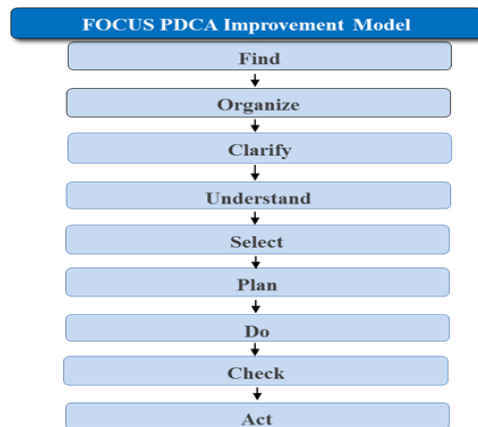 FOCUS PDCA Improvement Model
Find
Organize
Clarify
Understand
Select
Plan
Do
Check
Act